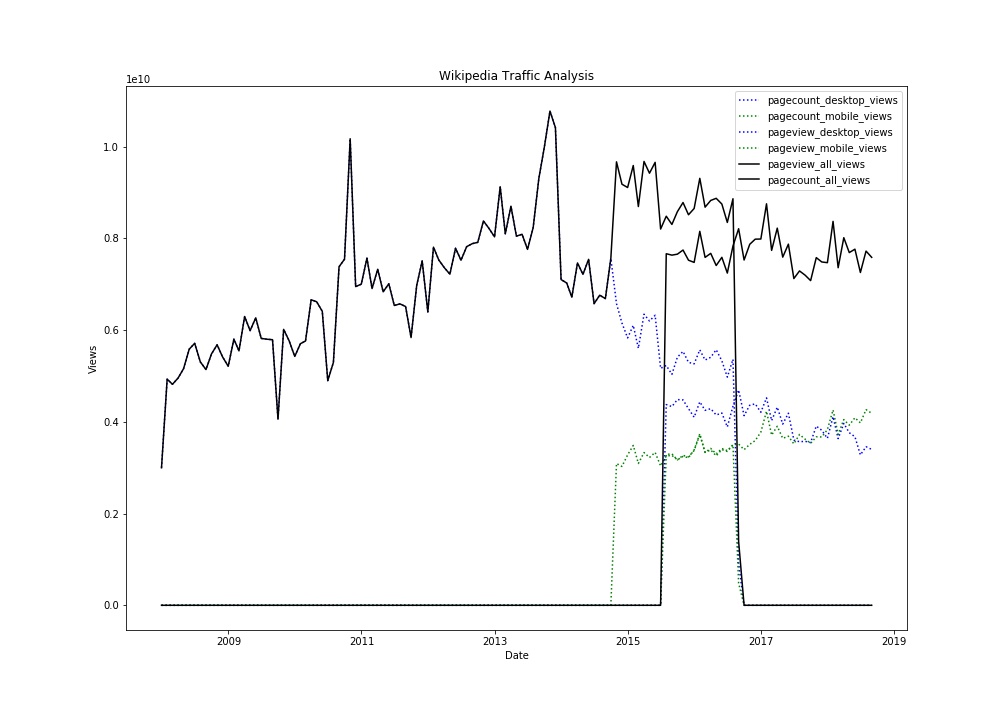 Wikipedia Traffic Analysis
1e10
pagecount_desktop_views
pagecount_mobile_views
pageview_desktop_views
pageview_mobile_views
pageview_all_views
pagecount_all_views
1.0
0.8
0.6
0.4
0.2
0.0
Views
2009 2011 2013 2015 2017 2019
Date